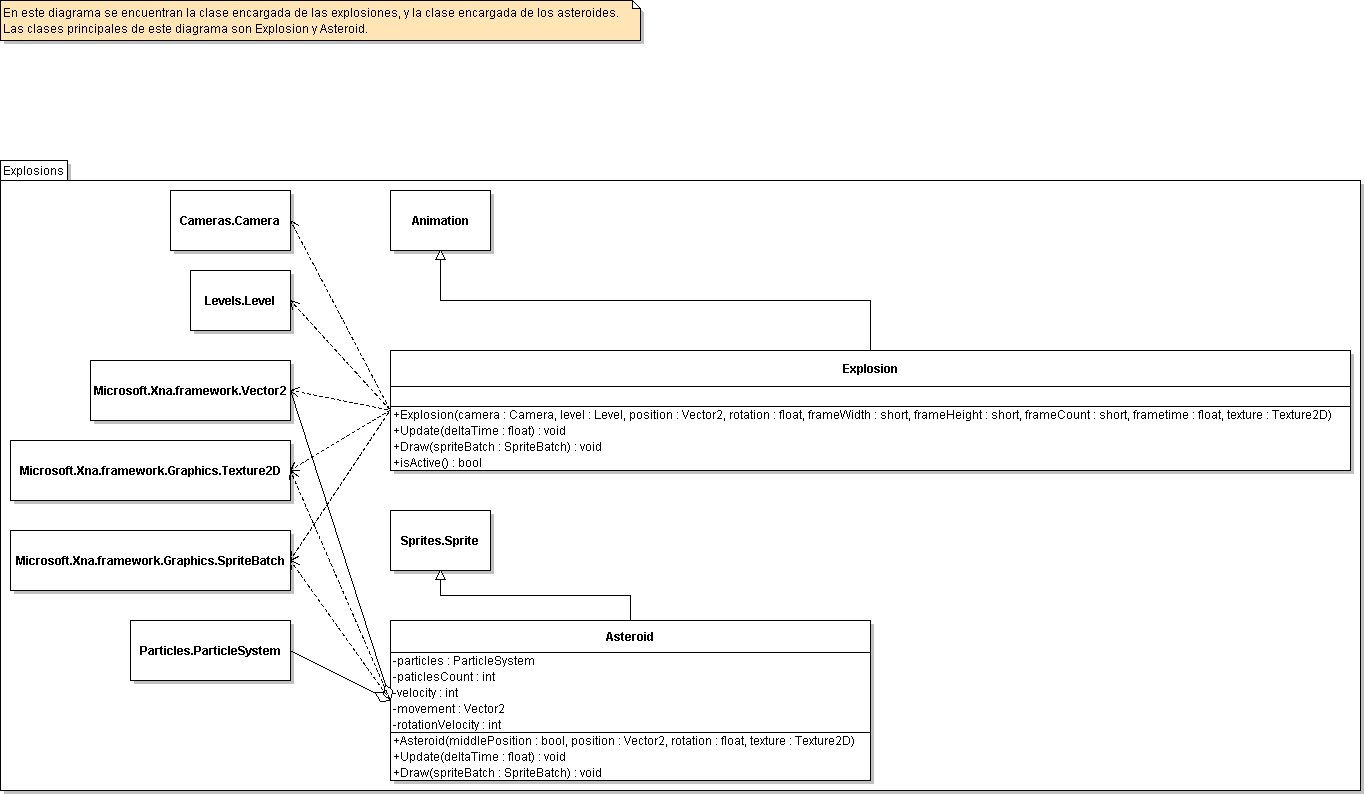 En este diagrama se encuentran la clase encargada de las explosiones, y la clase encargada de los asteroides.
Las clases principales de este diagrama son Explosion y Asteroid.
Explosions
Cameras.Camera
Animation
Levels.Level
Microsoft.Xna.framework.Vector2
Explosion
+Explosion(camera : Camera, level : Level, position : Vector2, rotation : float, frameWidth : short, frameHeight : short, frameCount : short, frametime : float, texture : Texture2D)
+Update(deltaTime : float) : void
+Draw(spriteBatch : SpriteBatch) : void
+isActive() : bool
Microsoft.Xna.framework.Graphics.Texture2D
Microsoft.Xna.framework.Graphics.SpriteBatch
Sprites.Sprite
Particles.ParticleSystem
Asteroid
-particles : ParticleSystem
-paticlesCount : int
-velocity : int
-movement : Vector2
-rotationVelocity : int
+Asteroid(middlePosition : bool, position : Vector2, rotation : float, texture : Texture2D)
+Update(deltaTime : float) : void
+Draw(spriteBatch : SpriteBatch) : void